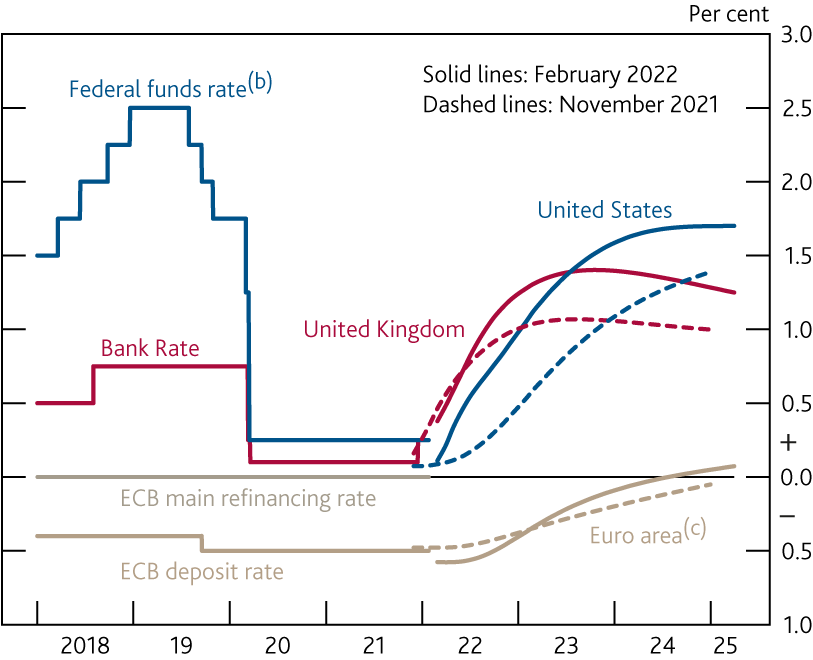 Per cent
3.0
Solid lines: February 2022
Federal funds rate(b)
Dashed lines: November 2021
2.5
2.0
United States
1.5
United Kingdom
1.0
Bank Rate
0.5
+
0.0
ECB main refinancing rate
–
Euro area(c)
0.5
ECB deposit rate
1.0
2018 19 20 21 22 23 24 25